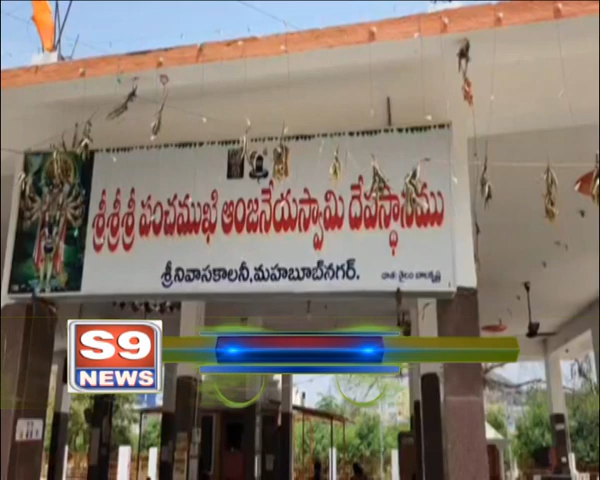 శ్రీశ్రీశ్రీ పంచముఖి ఆంజనేయస్వామి దేవస్థానము
శ్రీనివాసకాలనీ, మహబూబ్‌నగర్.
S9
NEWS